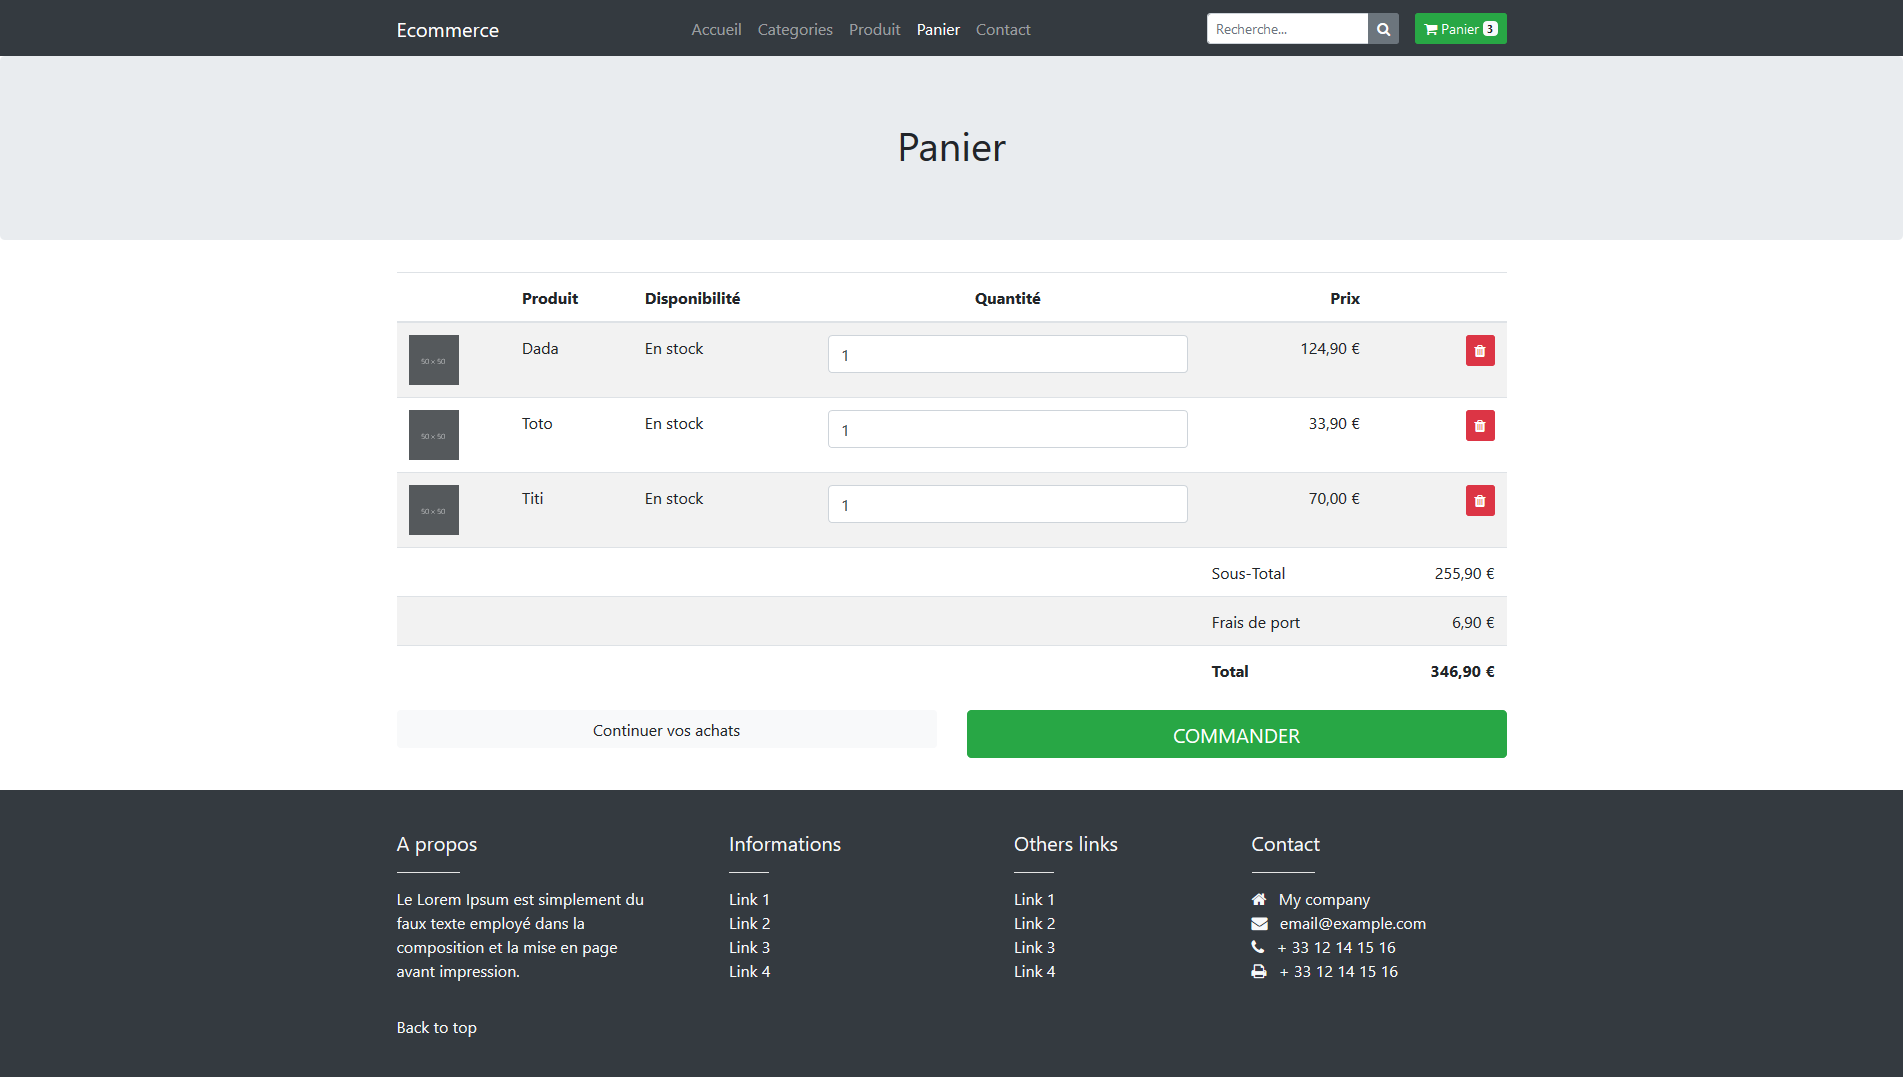 Ecommerce Accueil Categories Produit Panier Contact Recherche... Panier 3
Panier
Produit Disponibilité Quantité Prix
50 × 50 Dada En stock 1 124,90 €
50 × 50 Toto En stock 1 33,90 €
50 × 50 Titi En stock 1 70,00 €
Sous-Total 255,90 €
Frais de port 6,90 €
Total 346,90 €
Continuer vos achats COMMANDER
A propos
Le Lorem Ipsum est simplement du
faux texte employé dans la
composition et la mise en page
avant impression.
Informations
Link 1
Link 2
Link 3
Link 4
Others links
Link 1
Link 2
Link 3
Link 4
Contact
My company
email@example.com
+ 33 12 14 15 16
+ 33 12 14 15 16
Back to top